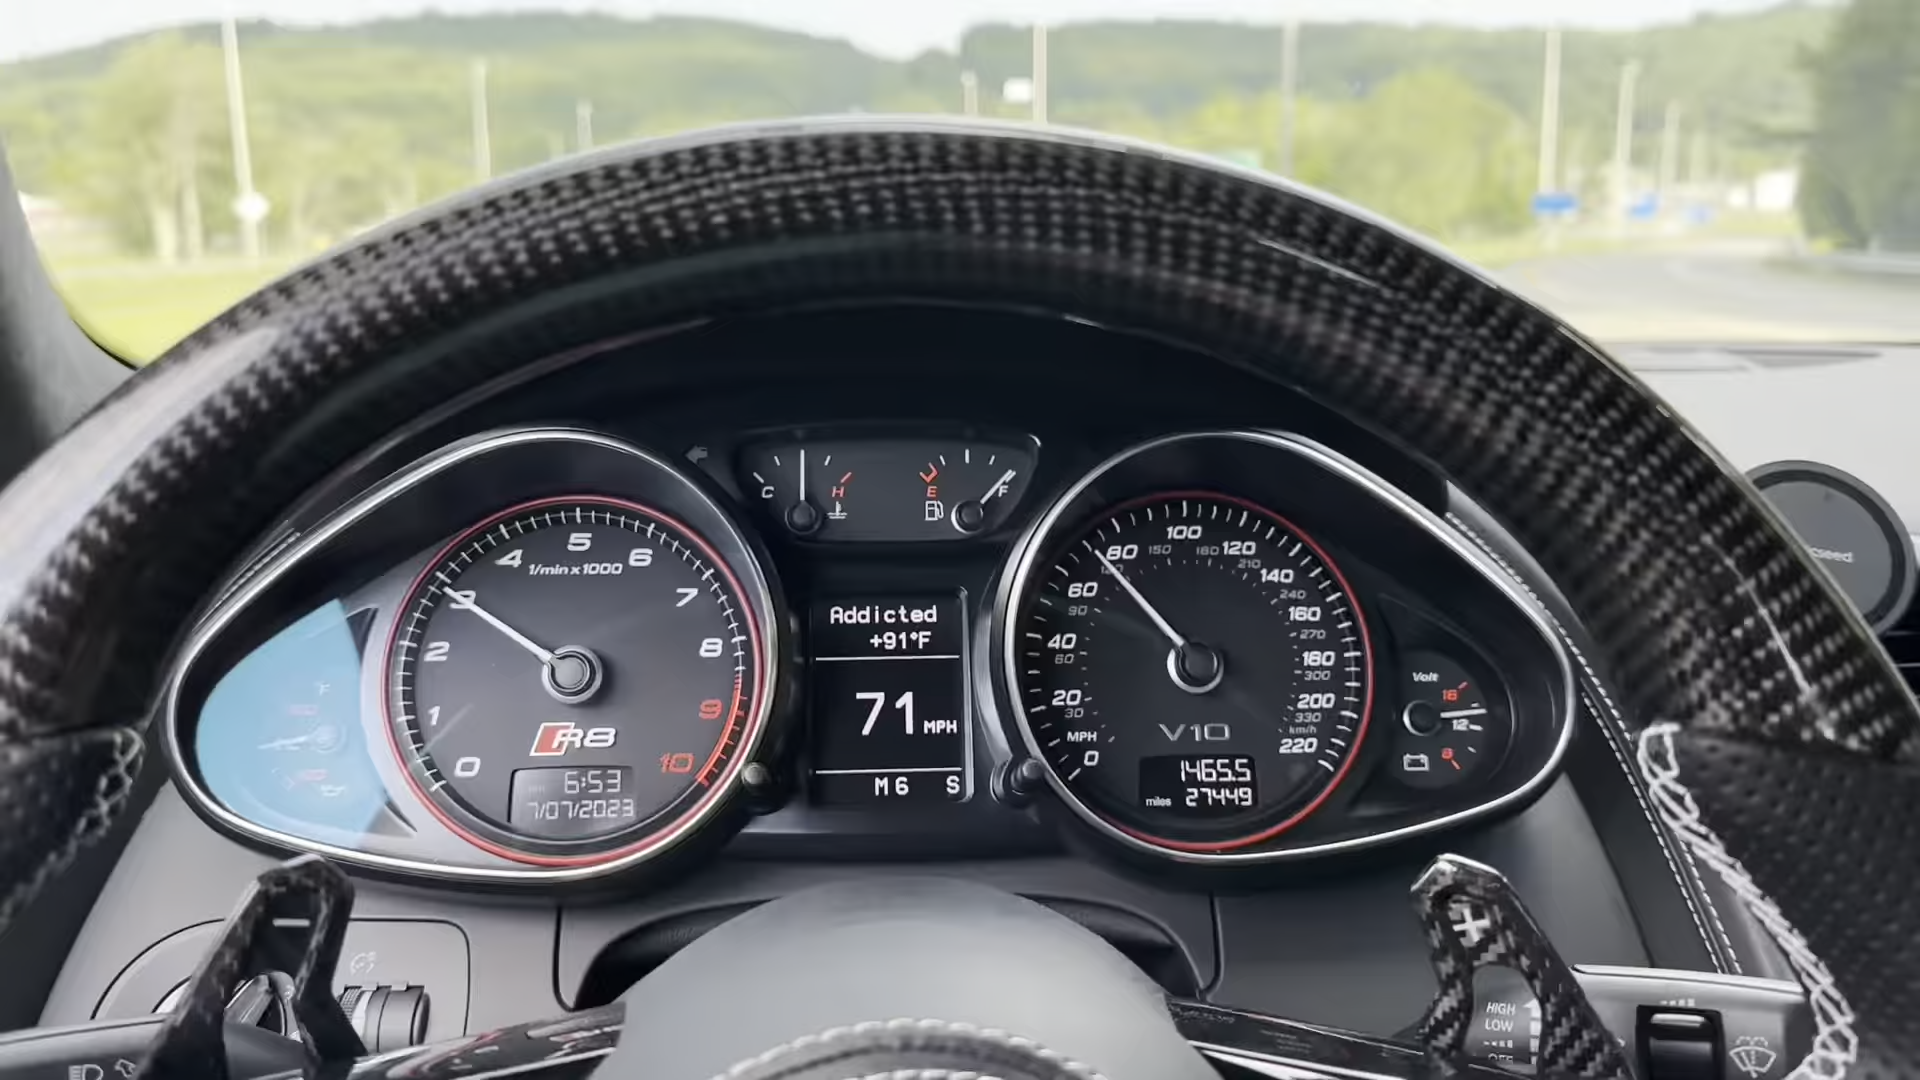 C
H
E
F
4
5
6
1/min x 1000
3
7
2
8
1
9
R8
0
10
6:53
7/07/2023
Addicted
+91°F
71 MPH
M6 S
100
80
120
150
180
210
60
140
90
240
40
160
60
270
180
300
20
200
30
330
MPH
km/h
V10
0
220
1465.5
miles 27449
Volt
16
12
8
HIGH
LOW
OFF